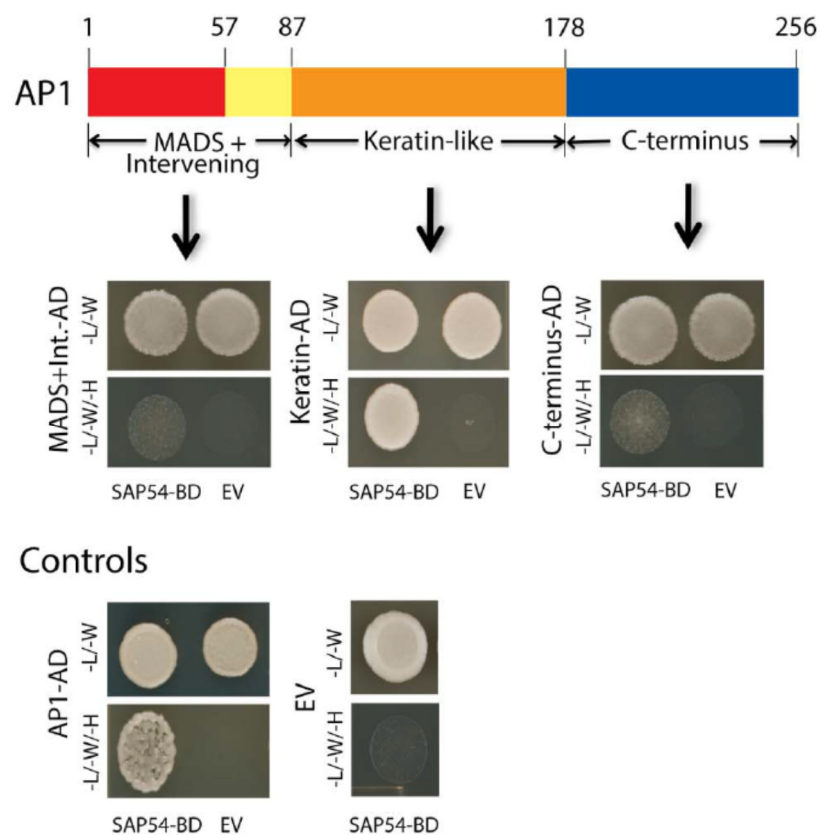 1 57 87 178 256
AP1
MADS + Keratin-like C-terminus
Intervening
MADS+Int.-AD
-L/-W
-L/-W/-H
SAP54-BD EV
Keratin-AD
-L/-W
-L/-W/-H
SAP54-BD EV
C-terminus-AD
-L/-W
-L/-W/-H
SAP54-BD EV
Controls
AP1-AD
-L/-W
-L/-W/-H
SAP54-BD EV
EV
-L/-W
-L/-W/-H
SAP54-BD